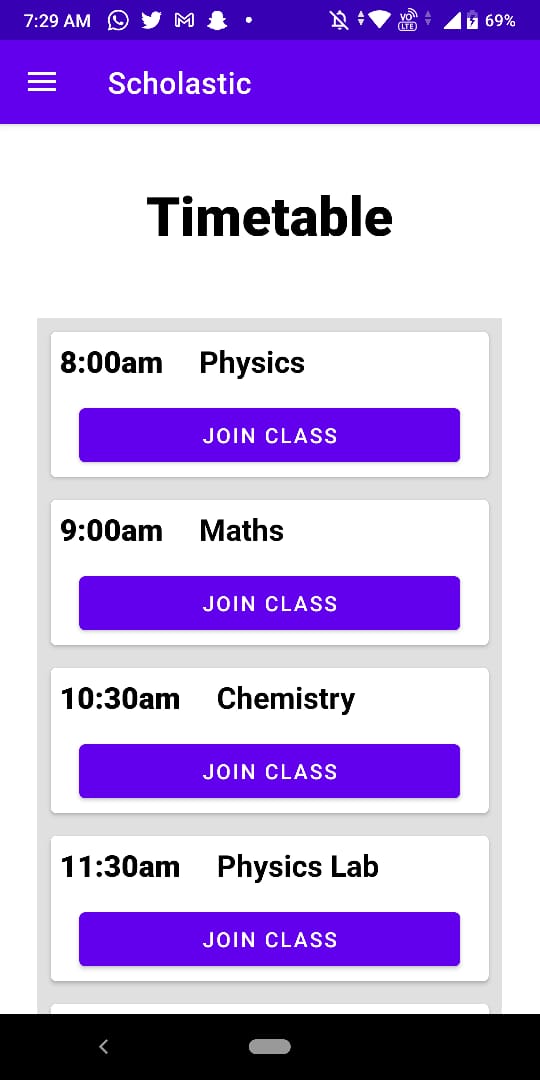 7:29 AM 69%
VO LTE
Scholastic
Timetable
8:00am Physics
JOIN CLASS
9:00am Maths
JOIN CLASS
10:30am Chemistry
JOIN CLASS
11:30am Physics Lab
JOIN CLASS